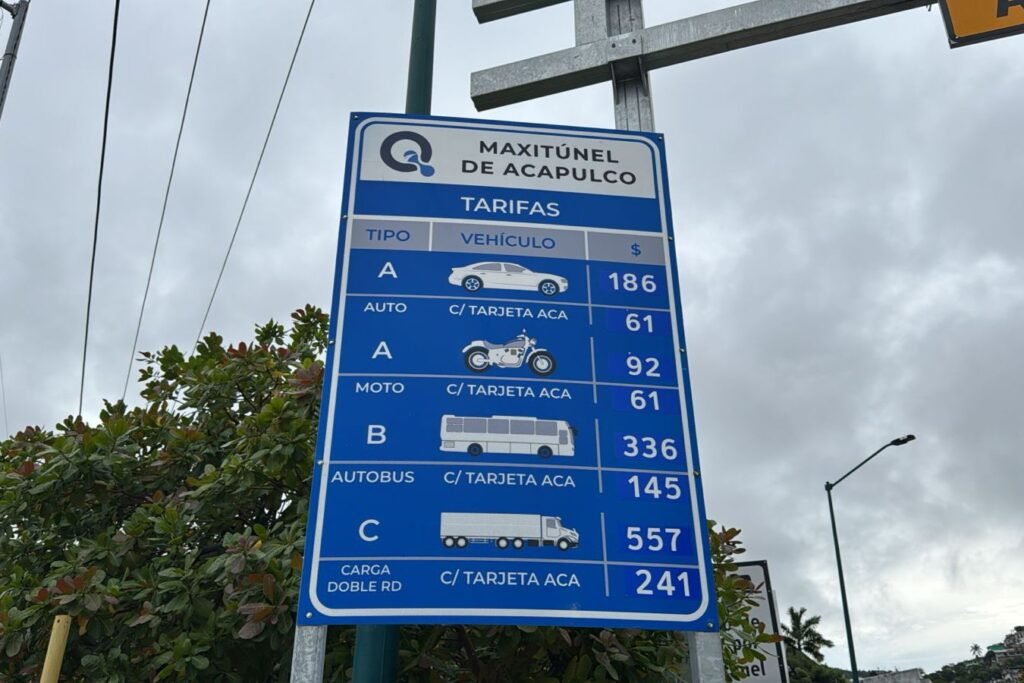 MAXITÚNEL
DE ACAPULCO
TARIFAS
TIPO VEHÍCULO $
A 186
AUTO C/ TARJETA ACA 61
A 92
MOTO C/ TARJETA ACA 61
B 336
AUTOBUS C/ TARJETA ACA 145
C 557
CARGA
DOBLE RD C/ TARJETA ACA 241